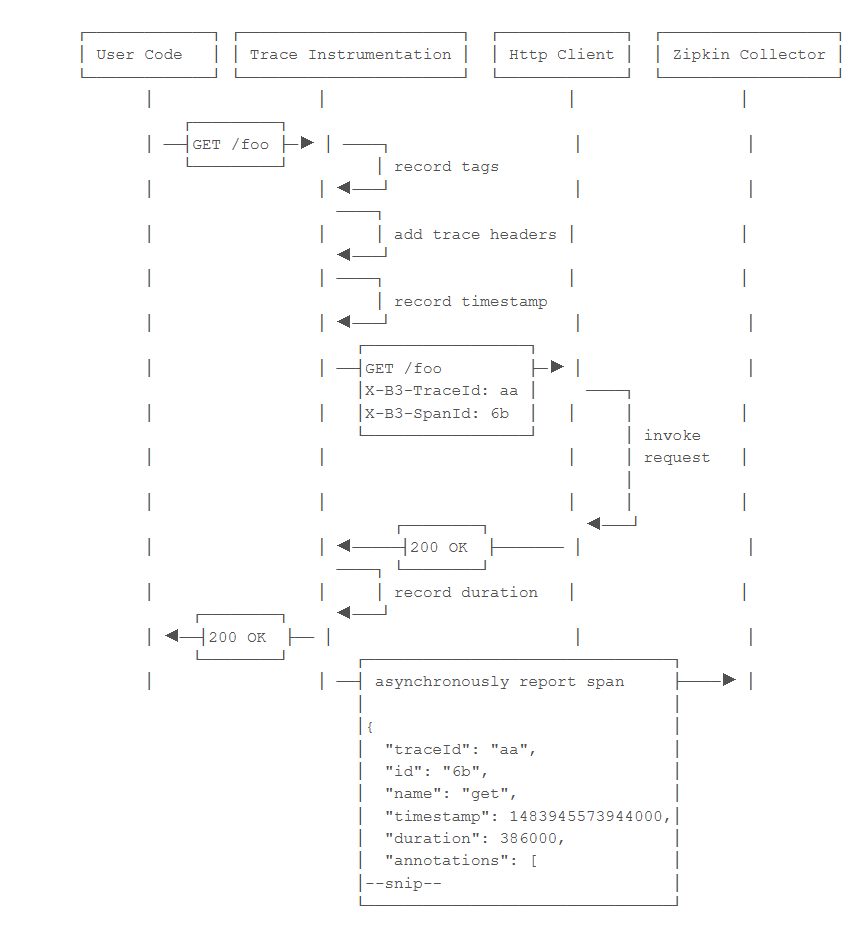 User Code Trace Instrumentation Http Client Zipkin Collector
GET /foo
record tags
add trace headers
record timestamp
GET /foo
X-B3-TraceId: aa
X-B3-SpanId: 6b
invoke
request
200 OK
record duration
200 OK
asynchronously report span
{
"traceId": "aa",
"id": "6b",
"name": "get",
"timestamp": 1483945573944000,
"duration": 386000,
"annotations": [
--snip--